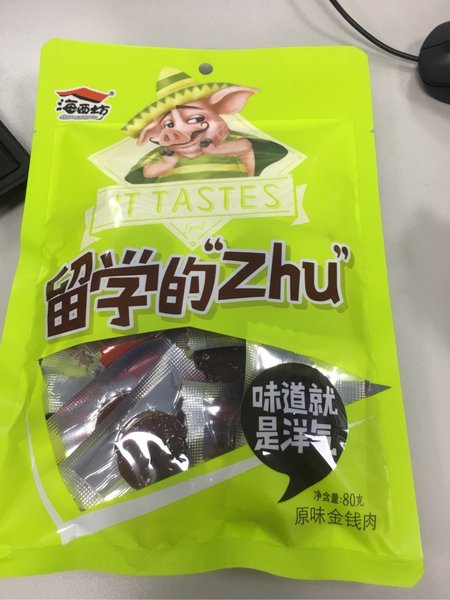 海西坊
IT TASTES
Good
留学的"Zhu"
味道就
是洋气
净含量:80克
原味金钱肉